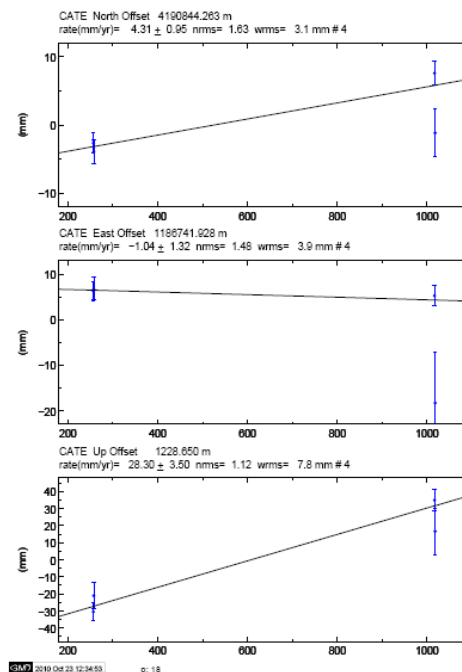 CATE North Offset 4190844.263 m
rate(mm/yr)= 4.31 ± 0.95 nrms= 1.63 wrms= 3.1 mm # 4
10
0
−10
(mm)
200 400 600 800 1000
CATE East Offset 1186741.928 m
rate(mm/yr)= −1.04 ± 1.32 nrms= 1.48 wrms= 3.9 mm # 4
10
0
−10
−20
(mm)
200 400 600 800 1000
CATE Up Offset 1228.650 m
rate(mm/yr)= 28.30 ± 3.50 nrms= 1.12 wrms= 7.8 mm # 4
40
30
20
10
0
−10
−20
−30
−40
(mm)
200 400 600 800 1000
GMT 2010 Oct 23 12:34:53 p: 18